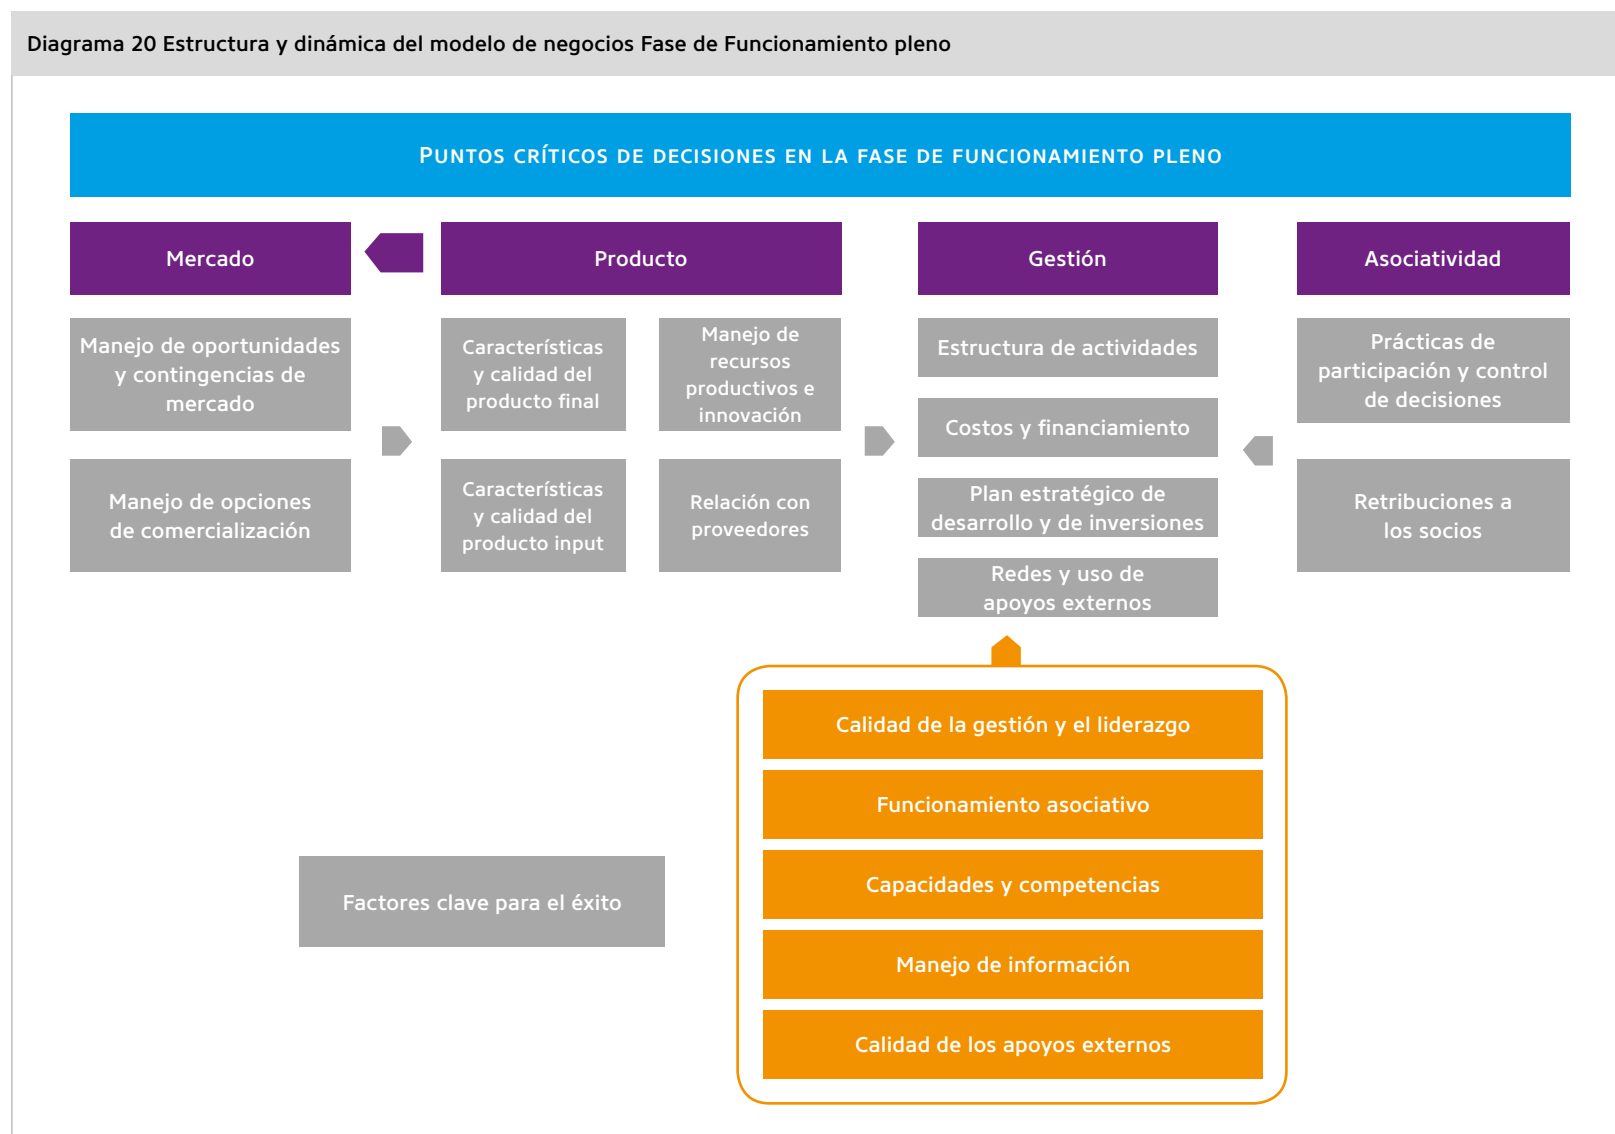 Diagrama 20 Estructura y dinámica del modelo de negocios Fase de Funcionamiento pleno
Puntos críticos de decisiones en la fase de funcionamiento pleno
Mercado
Producto
Gestión
Asociatividad
Manejo de oportunidades
y contingencias de
mercado
Manejo de opciones
de comercialización
Característícas
y calidad del
producto final
Manejo de
recursos
productivos e
innovación
Característícas
y calidad del
producto input
Relación con
proveedores
Estructura de actividades
Costos y financiamiento
Plan estratégico de
desarrollo y de inversiones
Redes y uso de
apoyos externos
Prácticas de
participación y control
de decisiones
Retribuciones a
los socios
Factores clave para el éxito
Calidad de la gestión y el liderazgo
Funcionamiento asociativo
Capacidades y competencias
Manejo de información
Calidad de los apoyos externos